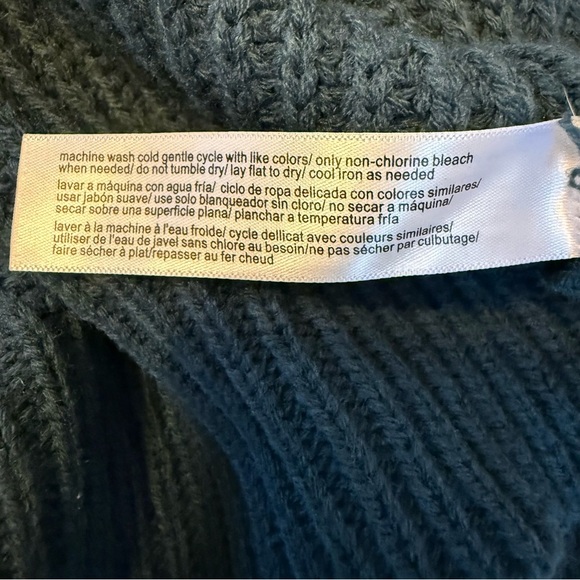 machine wash cold gentle cycle with like colors/ only non-chlorine bleach
when needed/ do not tumble dry/ lay flat to dry/ cool iron as needed
lavar a máquina con agua fría/ ciclo de ropa delicada con colores similares/
usar jabón suave/ use solo blanqueador sin cloro/ no secar a máquina/
secar sobre una superficie plana/ planchar a temperatura fría
laver à la machine à l'eau froide/ cycle dellicat avec couleurs similaires/
utiliser de l'eau de javel sans chlore au besoin/ne pas sécher par culbutage/
faire sécher à plat/repasser au fer cheud